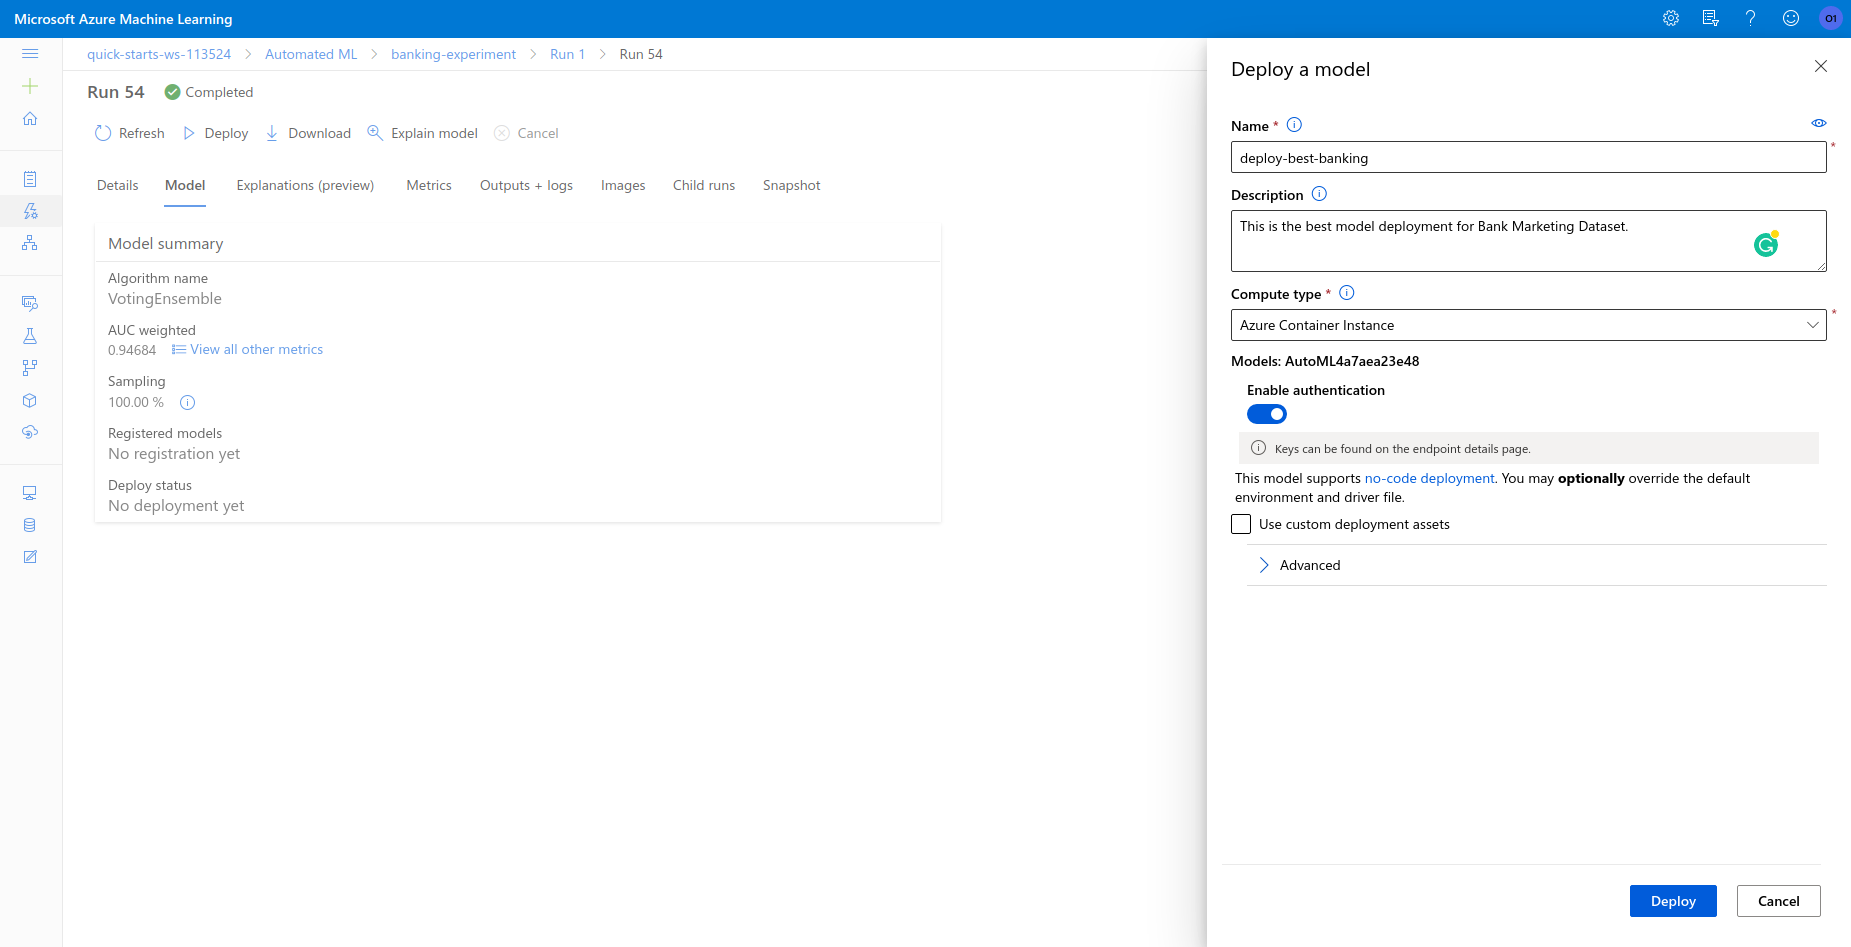 Microsoft Azure Machine Learning
O1
quick-starts-ws-113524 > Automated ML > banking-experiment > Run 1 > Run 54
Run 54 Completed
Refresh Deploy Download Explain model Cancel
Details Model Explanations (preview) Metrics Outputs + logs Images Child runs Snapshot
Model summary
Algorithm name
VotingEnsemble
AUC weighted
0.94684 View all other metrics
Sampling
100.00 %
Registered models
No registration yet
Deploy status
No deployment yet
Deploy a model
Name *
deploy-best-banking *
Description
This is the best model deployment for Bank Marketing Dataset.
Compute type *
Azure Container Instance *
Models: AutoML4a7aea23e48
Enable authentication
Keys can be found on the endpoint details page.
This model supports no-code deployment. You may optionally override the default
environment and driver file.
Use custom deployment assets
Advanced
Deploy Cancel